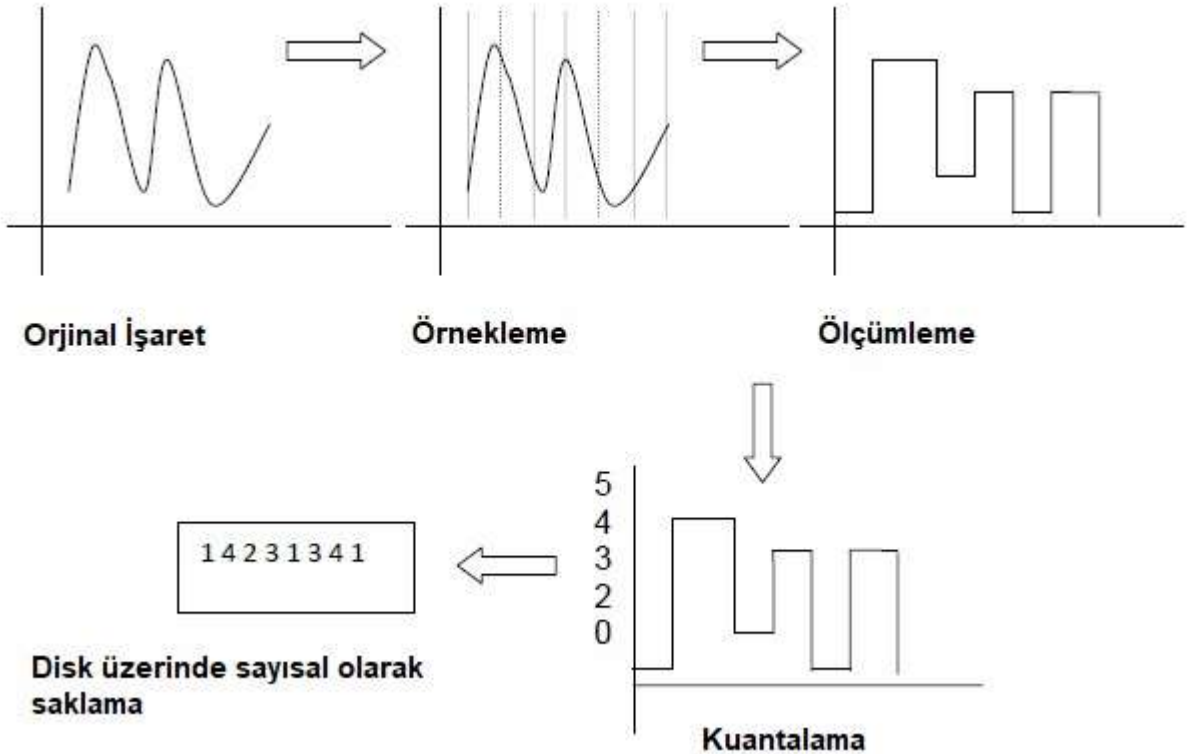 Orjinal İşaret
Örnekleme
Ölçümleme
5
4
3
2
0
1 4 2 3 1 3 4 1
Disk üzerinde sayısal olarak
saklama
Kuantalama